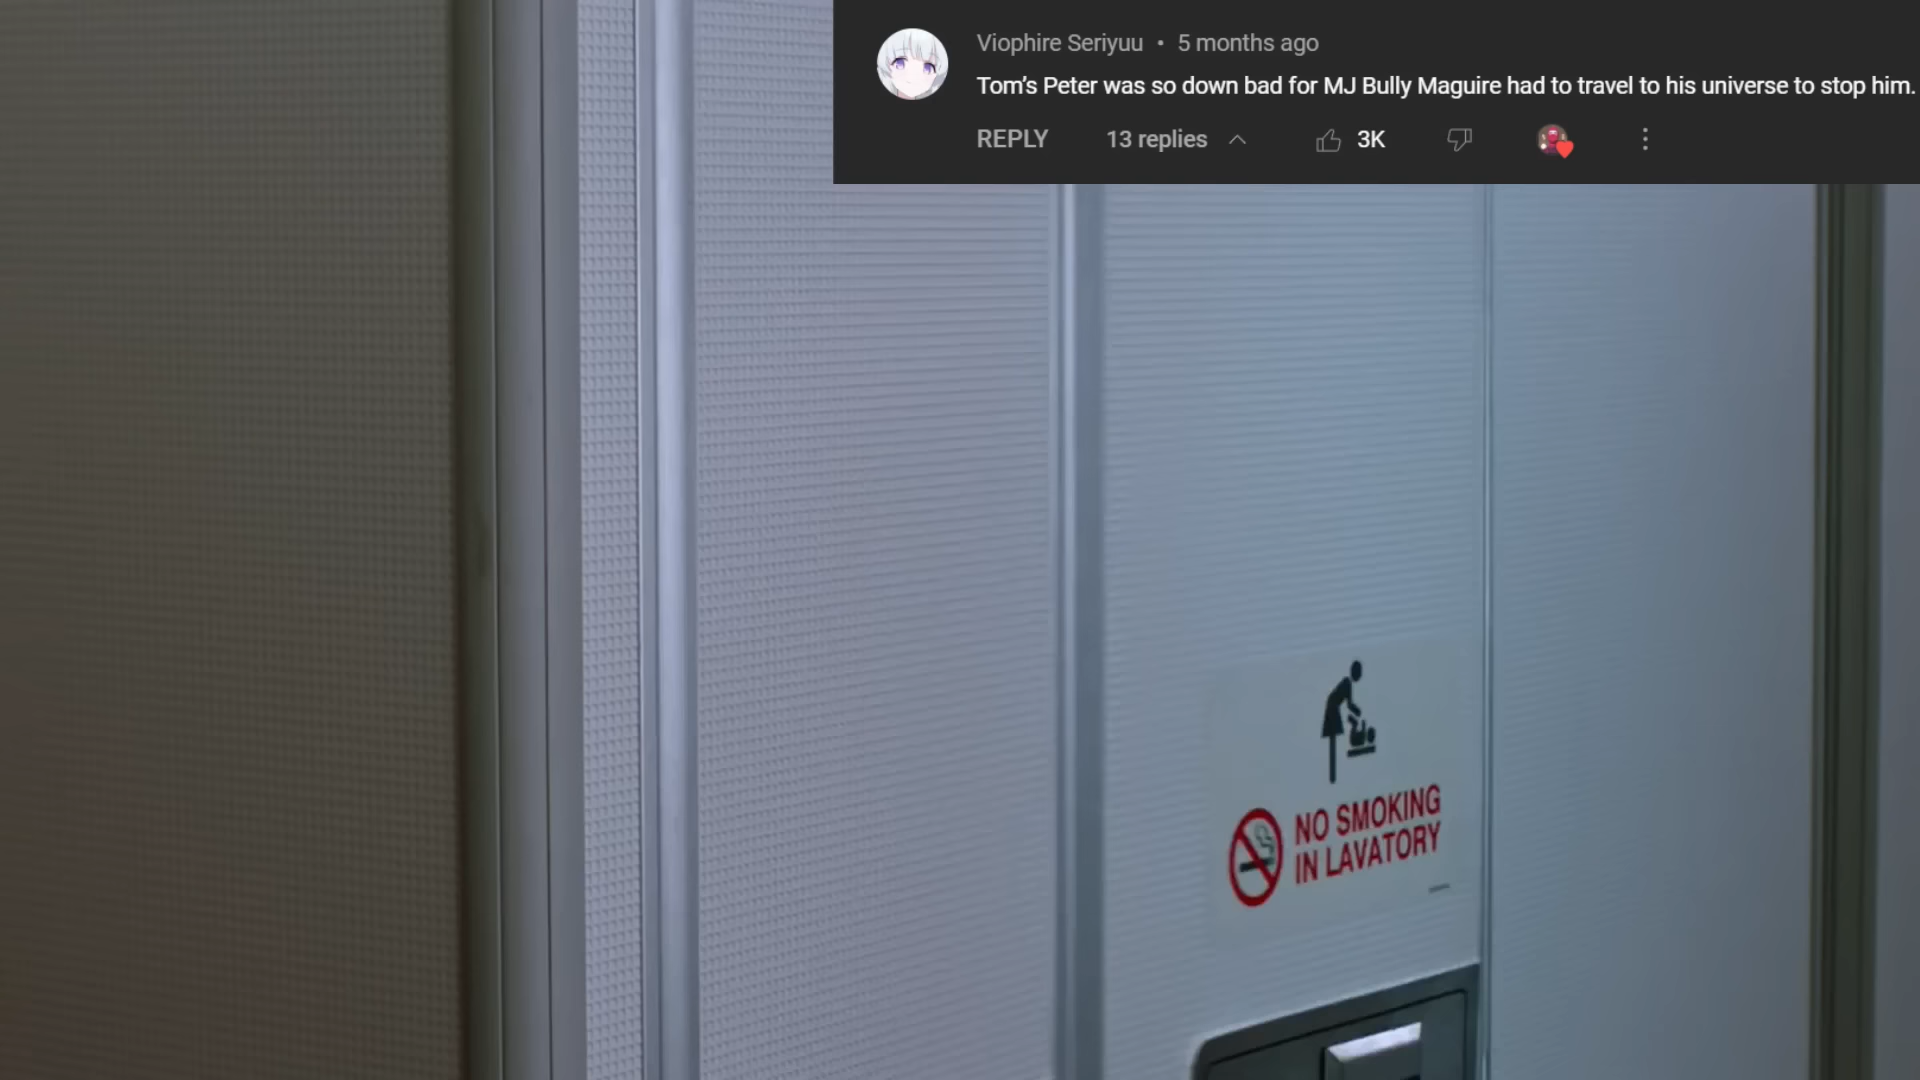 Viophire Seriyuu • 5 months ago
Tom’s Peter was so down bad for MJ Bully Maguire had to travel to his universe to stop him.
REPLY 13 replies 3K
NO SMOKING
IN LAVATORY